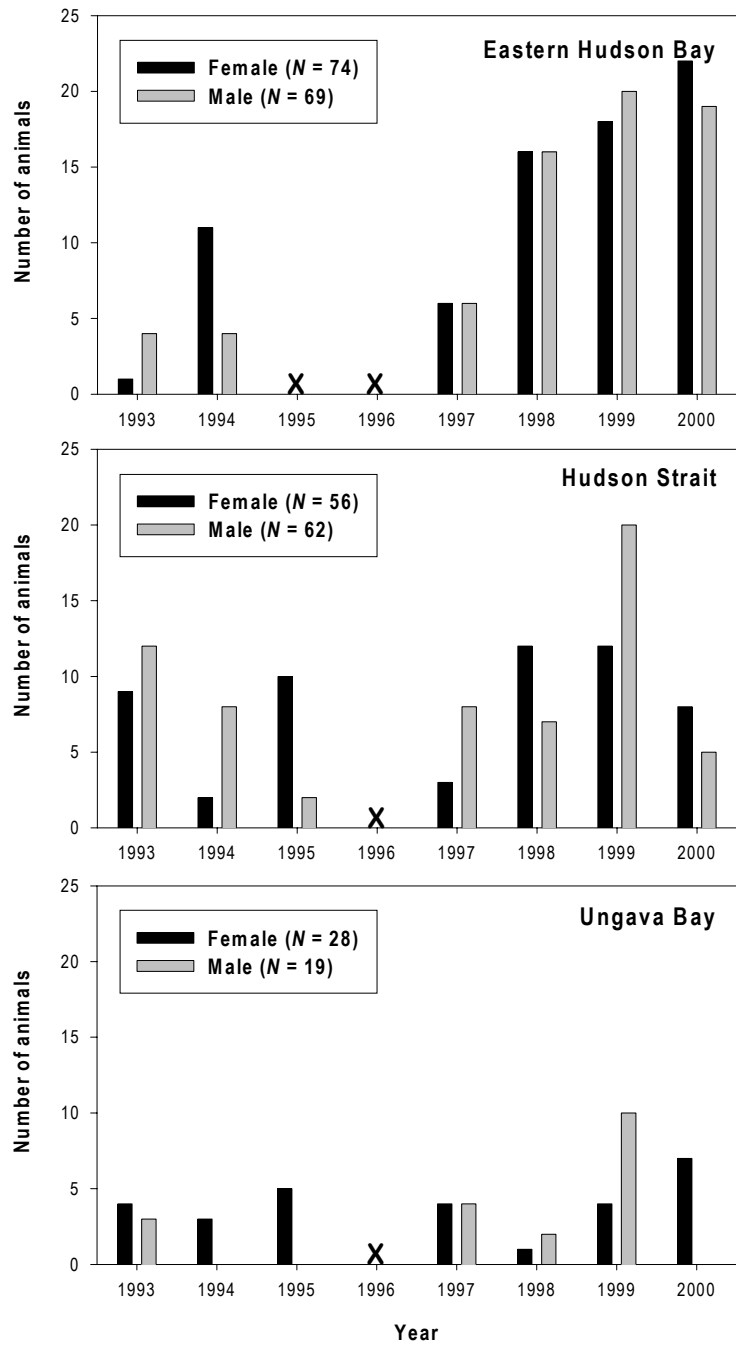 Eastern Hudson Bay
Female (N = 74)
Male (N = 69)
Number of animals
25
20
15
10
5
0
X X
1993 1994 1995 1996 1997 1998 1999 2000
Hudson Strait
Female (N = 56)
Male (N = 62)
Number of animals
25
20
15
10
5
0
X
1993 1994 1995 1996 1997 1998 1999 2000
Ungava Bay
Female (N = 28)
Male (N = 19)
Number of animals
25
20
15
10
5
0
X
1993 1994 1995 1996 1997 1998 1999 2000
Year